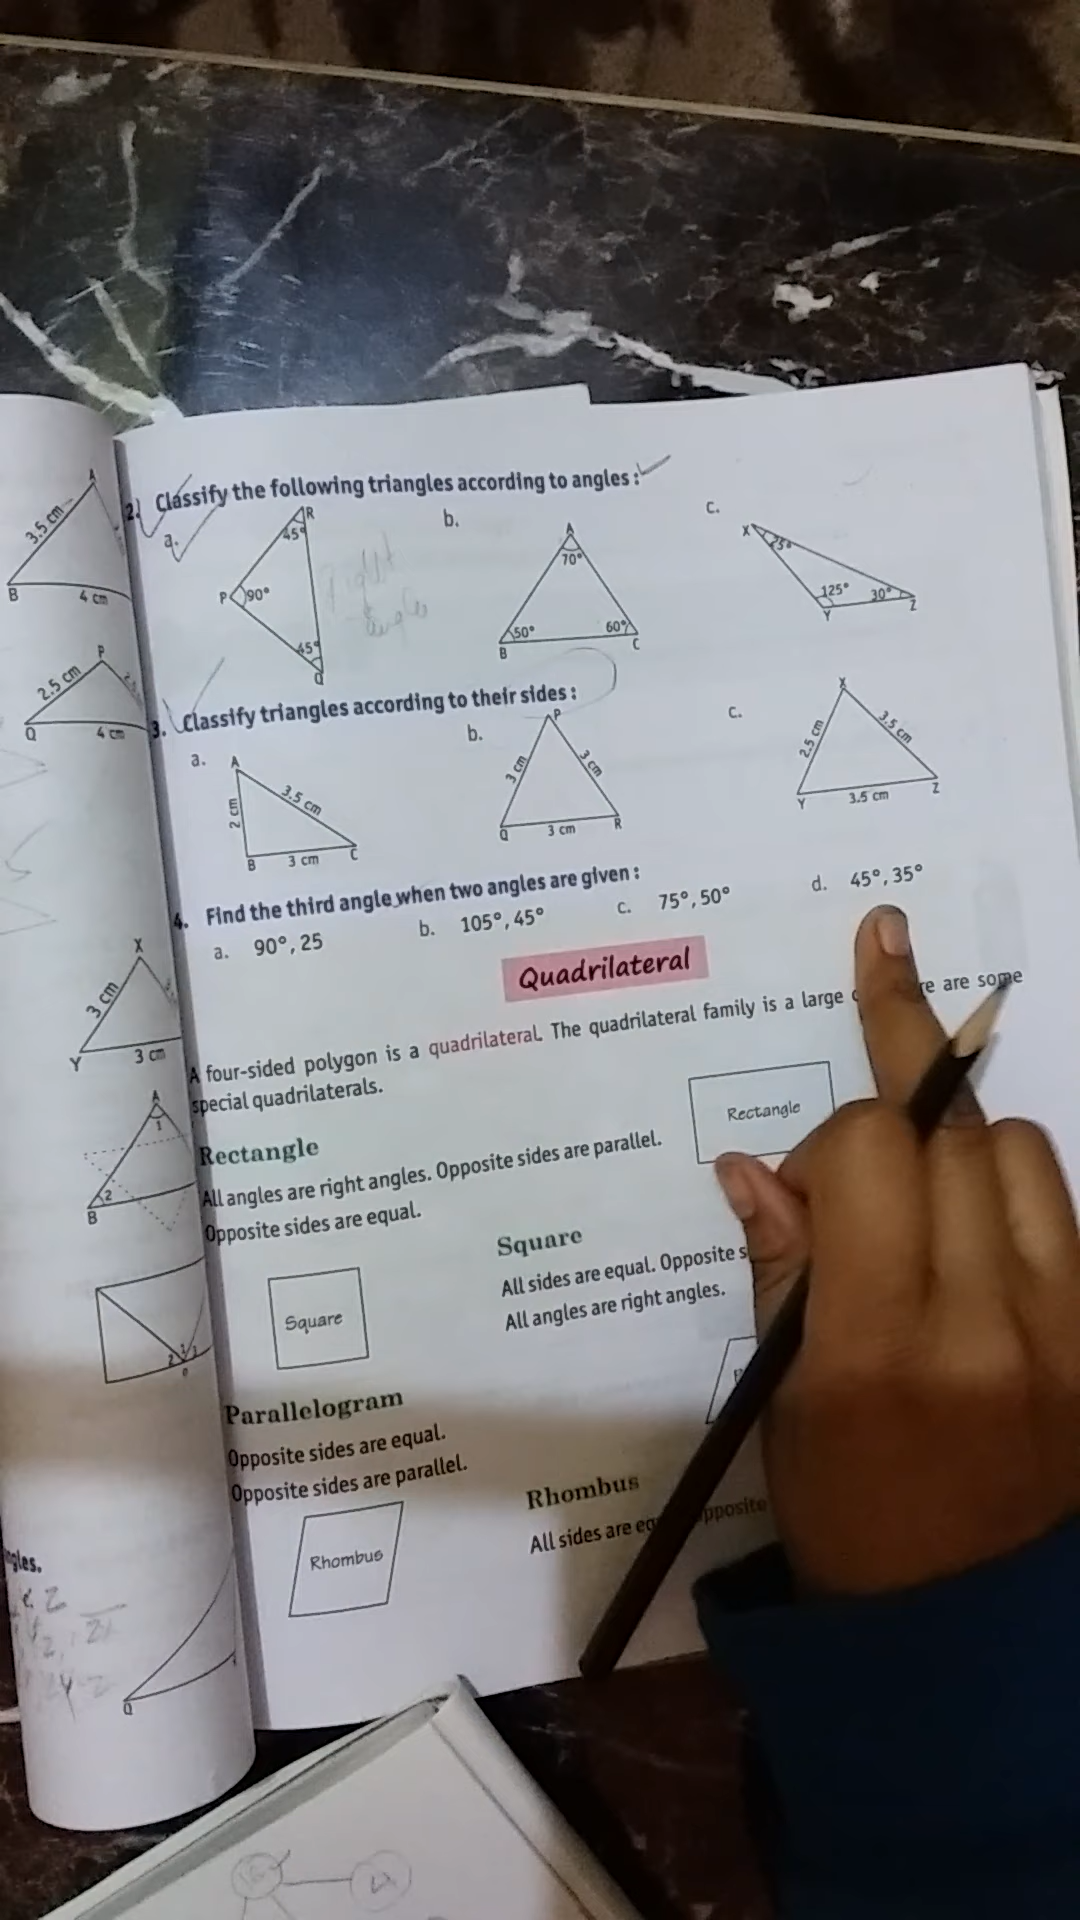 2. Classify the following triangles according to angles :
a.
R
45°
P
90°
45°
Q
right
angle
b.
A
70°
50°
60°
B
C
c.
X
25°
125°
30°
Y
Z
3. Classify triangles according to their sides :
a.
A
2 cm
3.5 cm
B
3 cm
C
b.
P
3 cm
3 cm
Q
3 cm
R
c.
X
2.5 cm
3.5 cm
Y
3.5 cm
Z
4. Find the third angle when two angles are given :
a. 90°, 25
b. 105°, 45°
c. 75°, 50°
d. 45°, 35°
Quadrilateral
A four-sided polygon is a quadrilateral. The quadrilateral family is a large are some
special quadrilaterals.
Rectangle
All angles are right angles. Opposite sides are parallel.
Opposite sides are equal.
Rectangle
Square
All sides are equal. Opposite
All angles are right angles.
Square
Parallelogram
Opposite sides are equal.
Opposite sides are parallel.
Rhombus
All sides are
Rhombus
A
3.5 cm
B
4 cm
P
2.5 cm
Q
4 cm
X
3 cm
Y
3 cm
A
1
2
B
2
1
Q